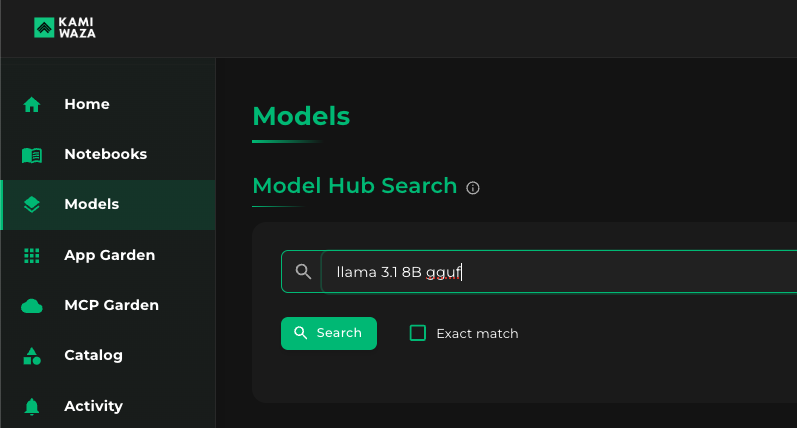 KAMI
WAZA
Home
Notebooks
Models
App Garden
MCP Garden
Catalog
Activity
Models
Model Hub Search
llama 3.1 8B gguf
Search
Exact match